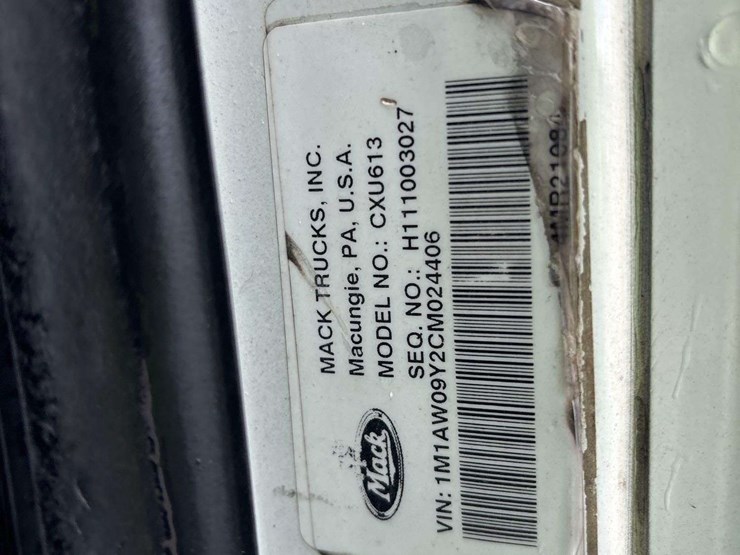 Mack
MACK TRUCKS, INC.
Macungie, PA, U.S.A.
MODEL NO.: CXU613
SEQ. NO.: H111003027
VIN: 1M1AW09Y2CM024406